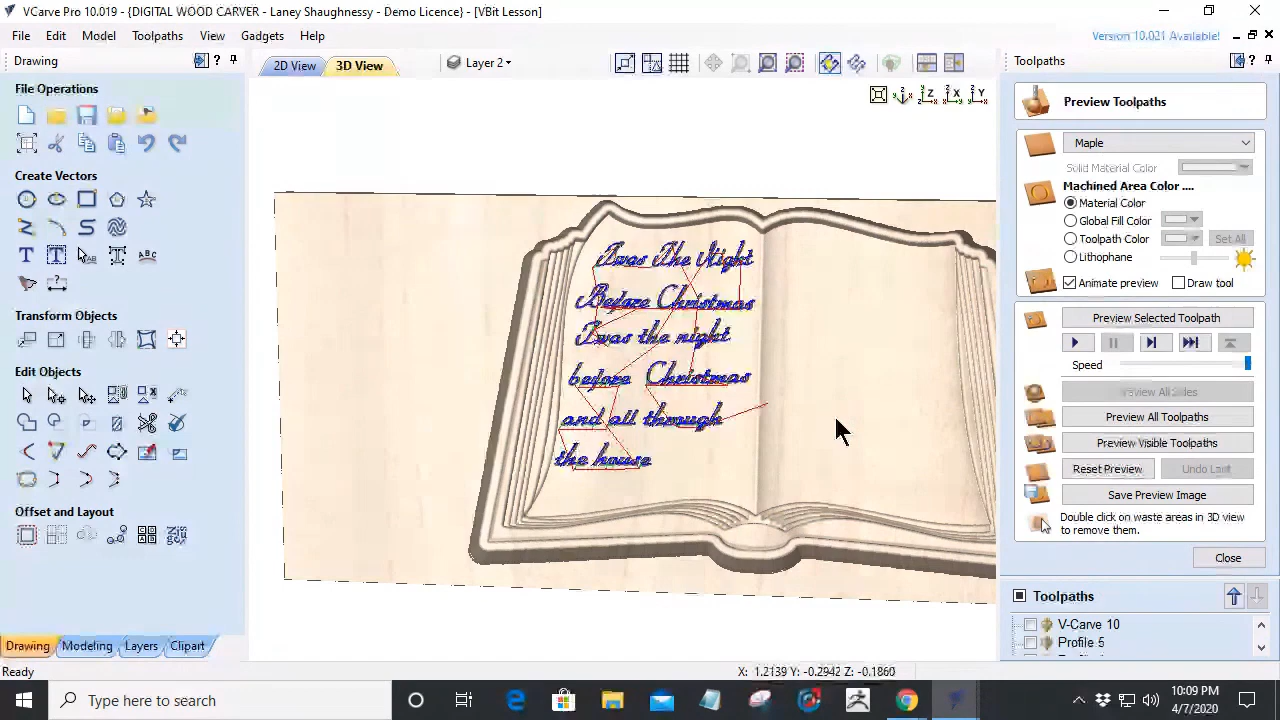 VCarve Pro 10.019 - {DIGITAL WOOD CARVER - Laney Shaughnessy - Demo Licence} - [VBit Lesson]
File Edit Model Toolpaths View Gadgets Help
Version 10.021 Available!
Drawing
2D View 3D View Layer 2
Toolpaths
File Operations
Create Vectors
Transform Objects
Edit Objects
Offset and Layout
Drawing Modeling Layers Clipart
Z X Y
Twas The Night
Before Christmas
Twas the night
before Christmas
and all through
the house
Preview Toolpaths
Maple
Solid Material Color
Machined Area Color ....
Material Color
Global Fill Color
Toolpath Color Set All
Lithophane
Animate preview Draw tool
Preview Selected Toolpath
Speed
Preview All Sides
Preview All Toolpaths
Preview Visible Toolpaths
Reset Preview Undo Last
Save Preview Image
Double click on waste areas in 3D view
to remove them.
Close
Toolpaths
V-Carve 10
Profile 5
Ready
X: 1.2139 Y: -0.2942 Z: -0.1860
Type here to search
10:09 PM
4/7/2020